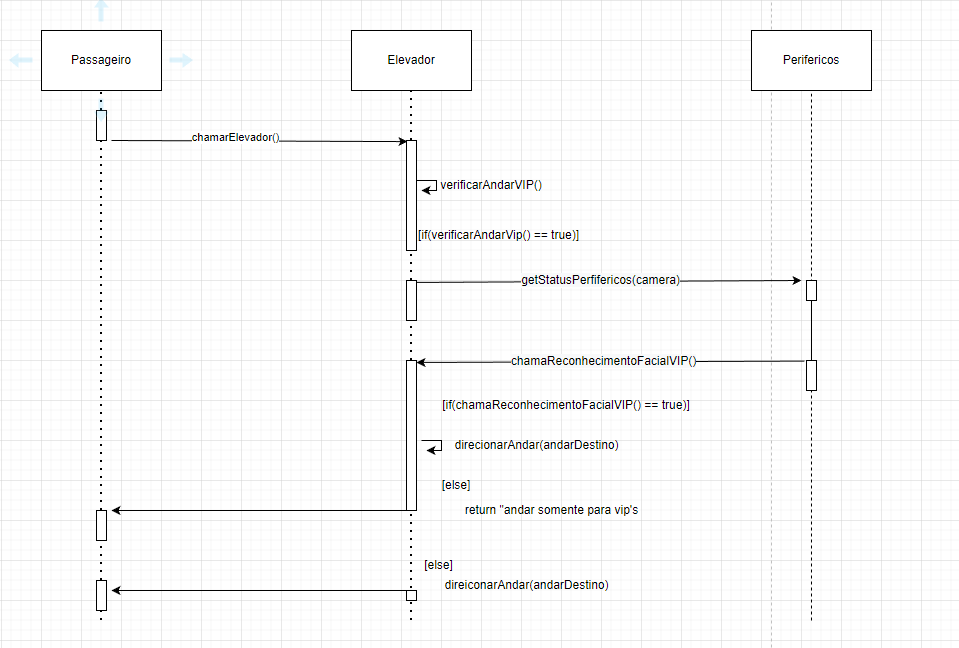 Passageiro
Elevador
Perifericos
chamarElevador()
verificarAndarVIP()
[if(verificarAndarVip() == true)]
getStatusPerfifericos(camera)
chamaReconhecimentoFacialVIP()
[if(chamaReconhecimentoFacialVIP() == true)]
direcionarAndar(andarDestino)
[else]
return "andar somente para vip's
[else]
direiconarAndar(andarDestino)